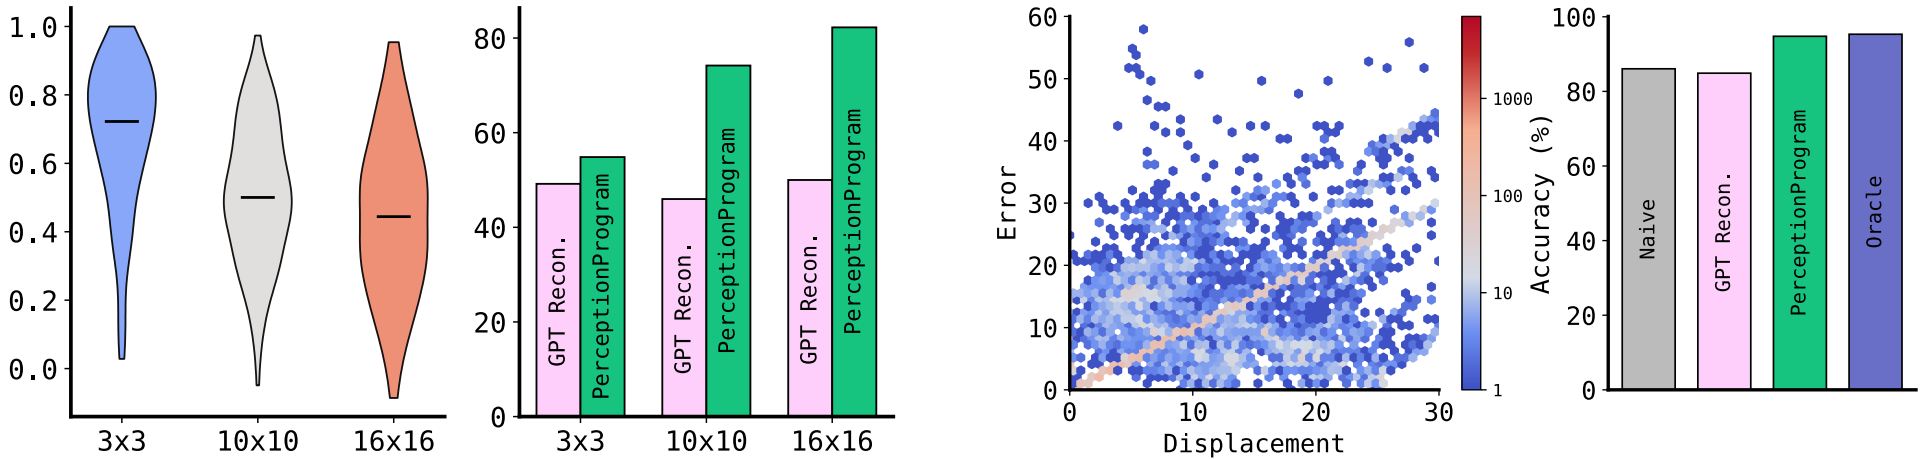 1.0
0.8
0.6
0.4
0.2
0.0
3x3
10x10
16x16
80
60
40
20
0
GPT Recon.
PerceptionProgram
GPT Recon.
PerceptionProgram
GPT Recon.
PerceptionProgram
3x3
10x10
16x16
Error
60
50
40
30
20
10
0
0
10
20
30
Displacement
1000
100
10
1
Accuracy (%)
100
80
60
40
20
0
Naive
GPT Recon.
PerceptionProgram
Oracle